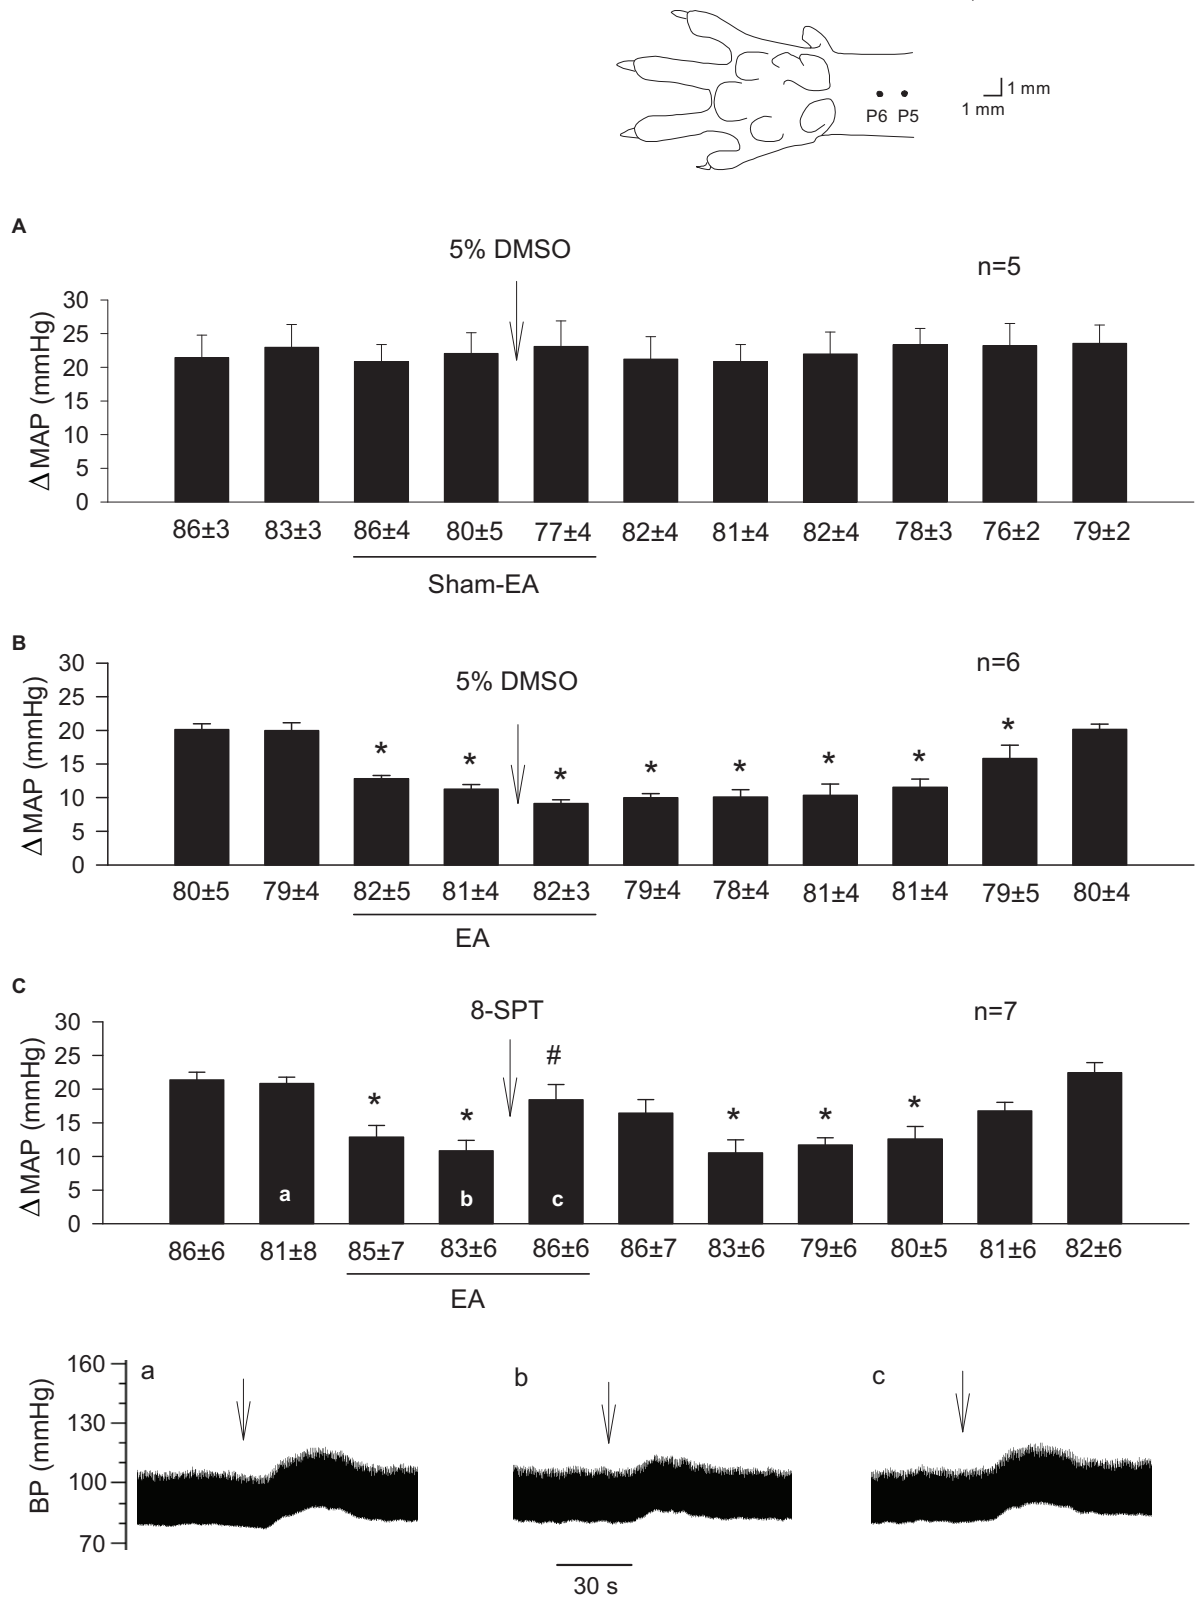 1 mm
1 mm
P6 P5
A
5% DMSO
n=5
Δ MAP (mmHg)
30
25
20
15
10
5
0
86±3 83±3 86±4 80±5 77±4 82±4 81±4 82±4 78±3 76±2 79±2
Sham-EA
B
5% DMSO
n=6
Δ MAP (mmHg)
30
25
20
15
10
5
0
* * * * * * * *
80±5 79±4 82±5 81±4 82±3 79±4 78±4 81±4 81±4 79±5 80±4
EA
C
8-SPT
n=7
Δ MAP (mmHg)
30
25
20
15
10
5
0
* * # * * *
a b c
86±6 81±8 85±7 83±6 86±6 86±7 83±6 79±6 80±5 81±6 82±6
EA
BP (mmHg)
160
130
100
70
a b c
30 s